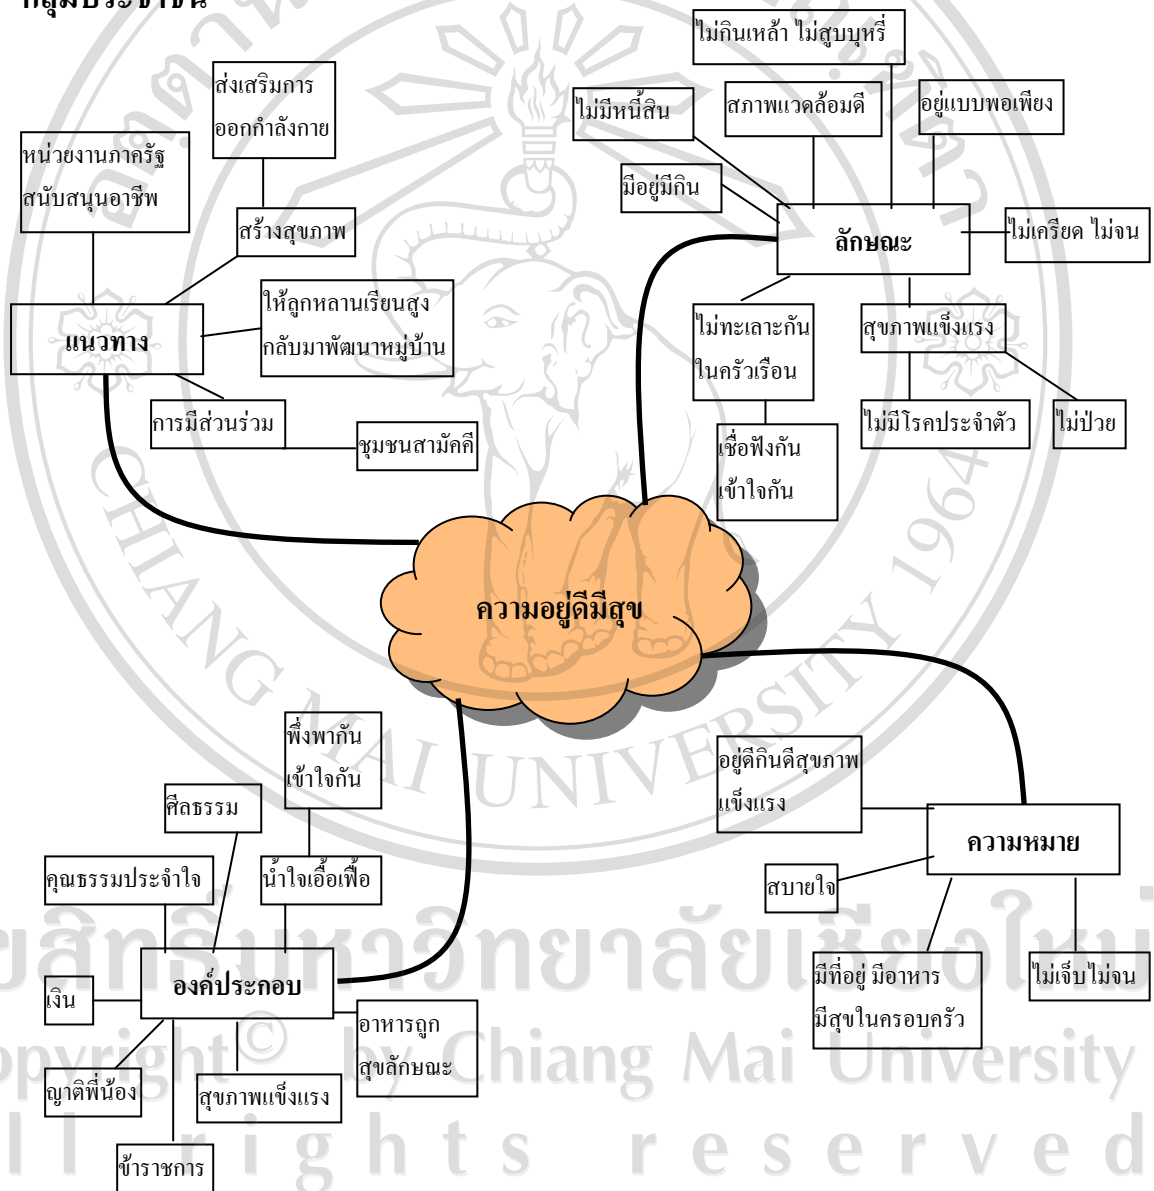 กลุ่มประชาชน
ไม่กินเหล้า ไม่สูบบุหรี่
ส่งเสริมการ
ออกกำลังกาย
ไม่มีหนี้สิน
สภาพแวดล้อมดี
อยู่แบบพอเพียง
หน่วยงานภาครัฐ
สนับสนุนอาชีพ
มีอยู่มีกิน
สร้างสุขภาพ
ลักษณะ
ไม่เครียด ไม่จน
แนวทาง
ให้ลูกหลานเรียนสูง
กลับมาพัฒนาหมู่บ้าน
ไม่ทะเลาะกัน
ในครัวเรือน
สุขภาพแข็งแรง
การมีส่วนร่วม
ชุมชนสามัคคี
เชื่อฟังกัน
เข้าใจกัน
ไม่มีโรคประจำตัว
ไม่ป่วย
ความอยู่ดีมีสุข
พึ่งพากัน
เข้าใจกัน
ศีลธรรม
คุณธรรมประจำใจ
น้ำใจเอื้อเฟื้อ
อยู่ดีกินดีสุขภาพ
แข็งแรง
ความหมาย
สบายใจ
องค์ประกอบ
เงิน
อาหารถูก
สุขลักษณะ
มีที่อยู่ มีอาหาร
มีสุขในครอบครัว
ไม่เจ็บไม่จน
ญาติพี่น้อง
สุขภาพแข็งแรง
ข้าราชการ
CHIANG MAI UNIVERSITY 1964
by Chiang Mai University
rights reserved